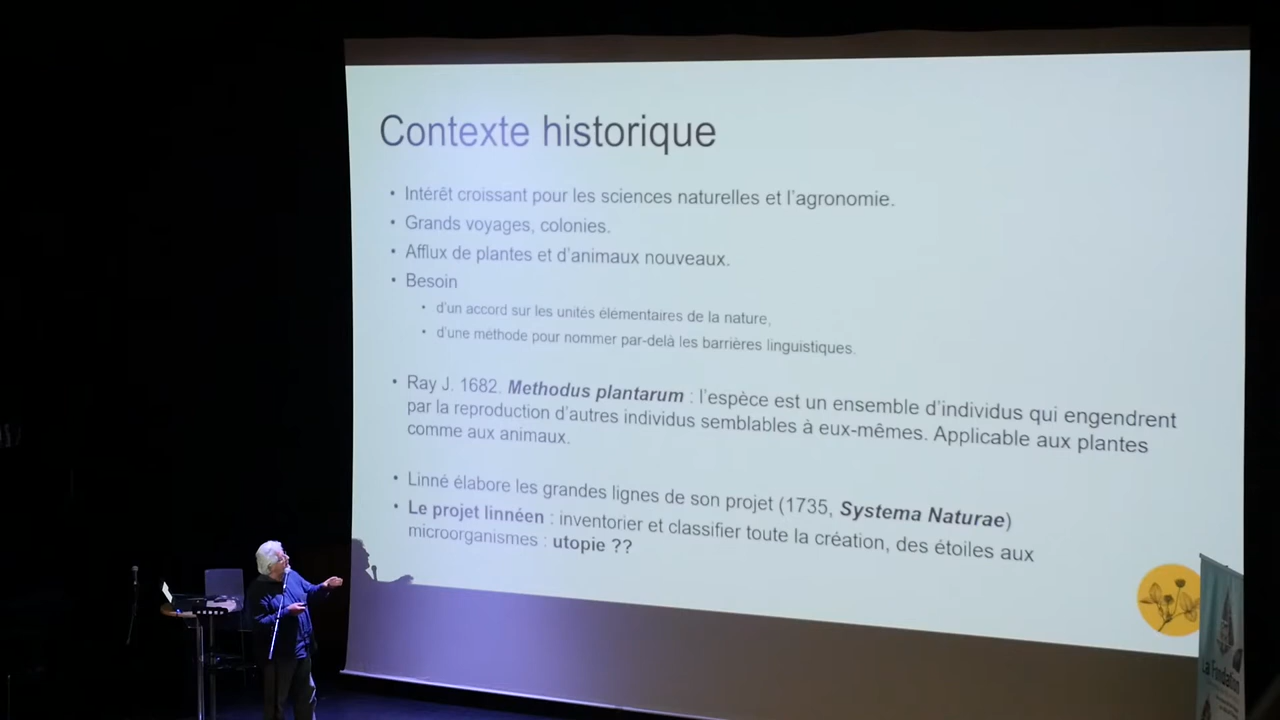 Contexte historique
• Intérêt croissant pour les sciences naturelles et l'agronomie.
• Grands voyages, colonies.
• Afflux de plantes et d'animaux nouveaux.
• Besoin
• d'un accord sur les unités élémentaires de la nature,
• d'une méthode pour nommer par-delà les barrières linguistiques.
• Ray J. 1682. Methodus plantarum : l'espèce est un ensemble d'individus qui engendrent
par la reproduction d'autres individus semblables à eux-mêmes. Applicable aux plantes
comme aux animaux.
• Linné élabore les grandes lignes de son projet (1735, Systema Naturae)
• Le projet linnéen : inventorier et classifier toute la création, des étoiles aux
microorganismes : utopie ??
La Fondation